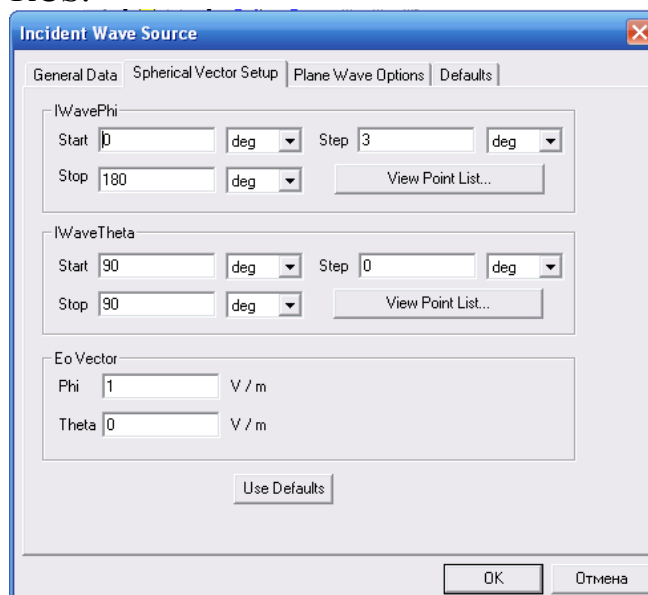 Incident Wave Source
General Data Spherical Vector Setup Plane Wave Options Defaults
IWavePhi
Start 0 deg Step 3 deg
Stop 180 deg View Point List...
IWaveTheta
Start 90 deg Step 0 deg
Stop 90 deg View Point List...
Eo Vector
Phi 1 V / m
Theta 0 V / m
Use Defaults
OK Отмена